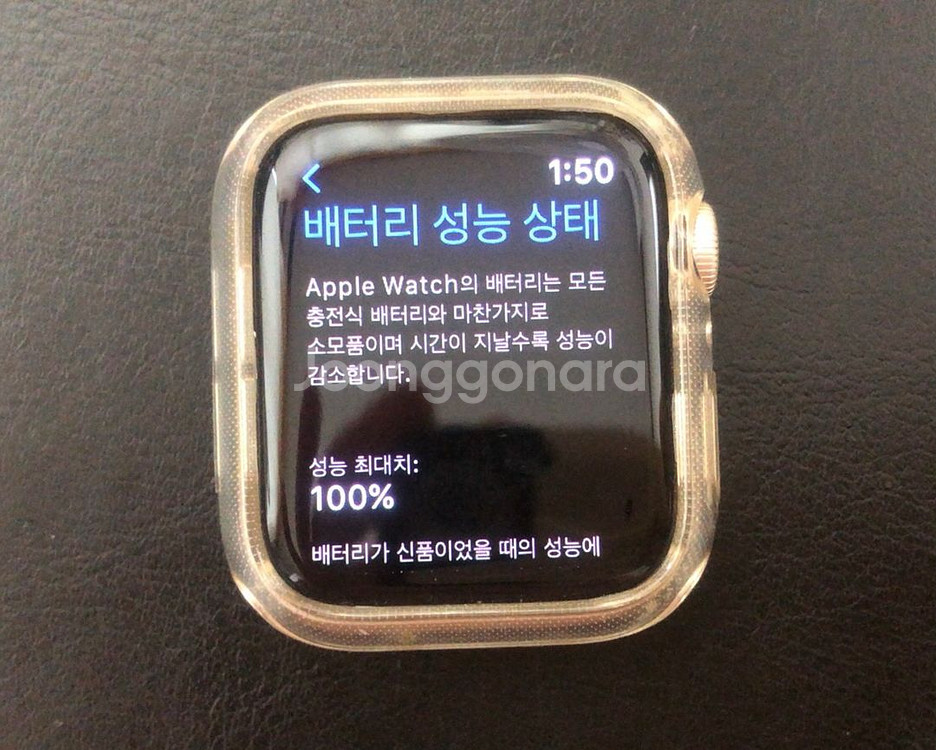 1:50
배터리 성능 상태
Apple Watch의 배터리는 모든
충전식 배터리와 마찬가지로
소모품이며 시간이 지날수록 성능이
감소합니다.
Joonggonara
성능 최대치:
100%
배터리가 신품이었을 때의 성능에